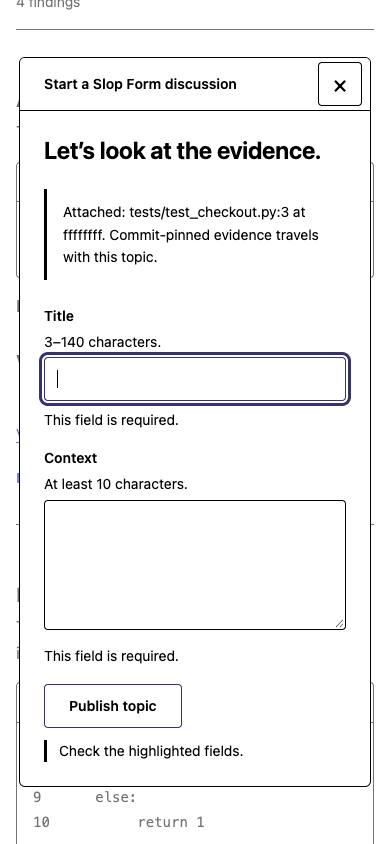 4 findings
Start a Slop Form discussion
×
Let’s look at the evidence.
Attached: tests/test_checkout.py:3 at
ffffffff. Commit-pinned evidence travels
with this topic.
Title
3–140 characters.
This field is required.
Context
At least 10 characters.
This field is required.
Publish topic
Check the highlighted fields.
9 else:
10 return 1